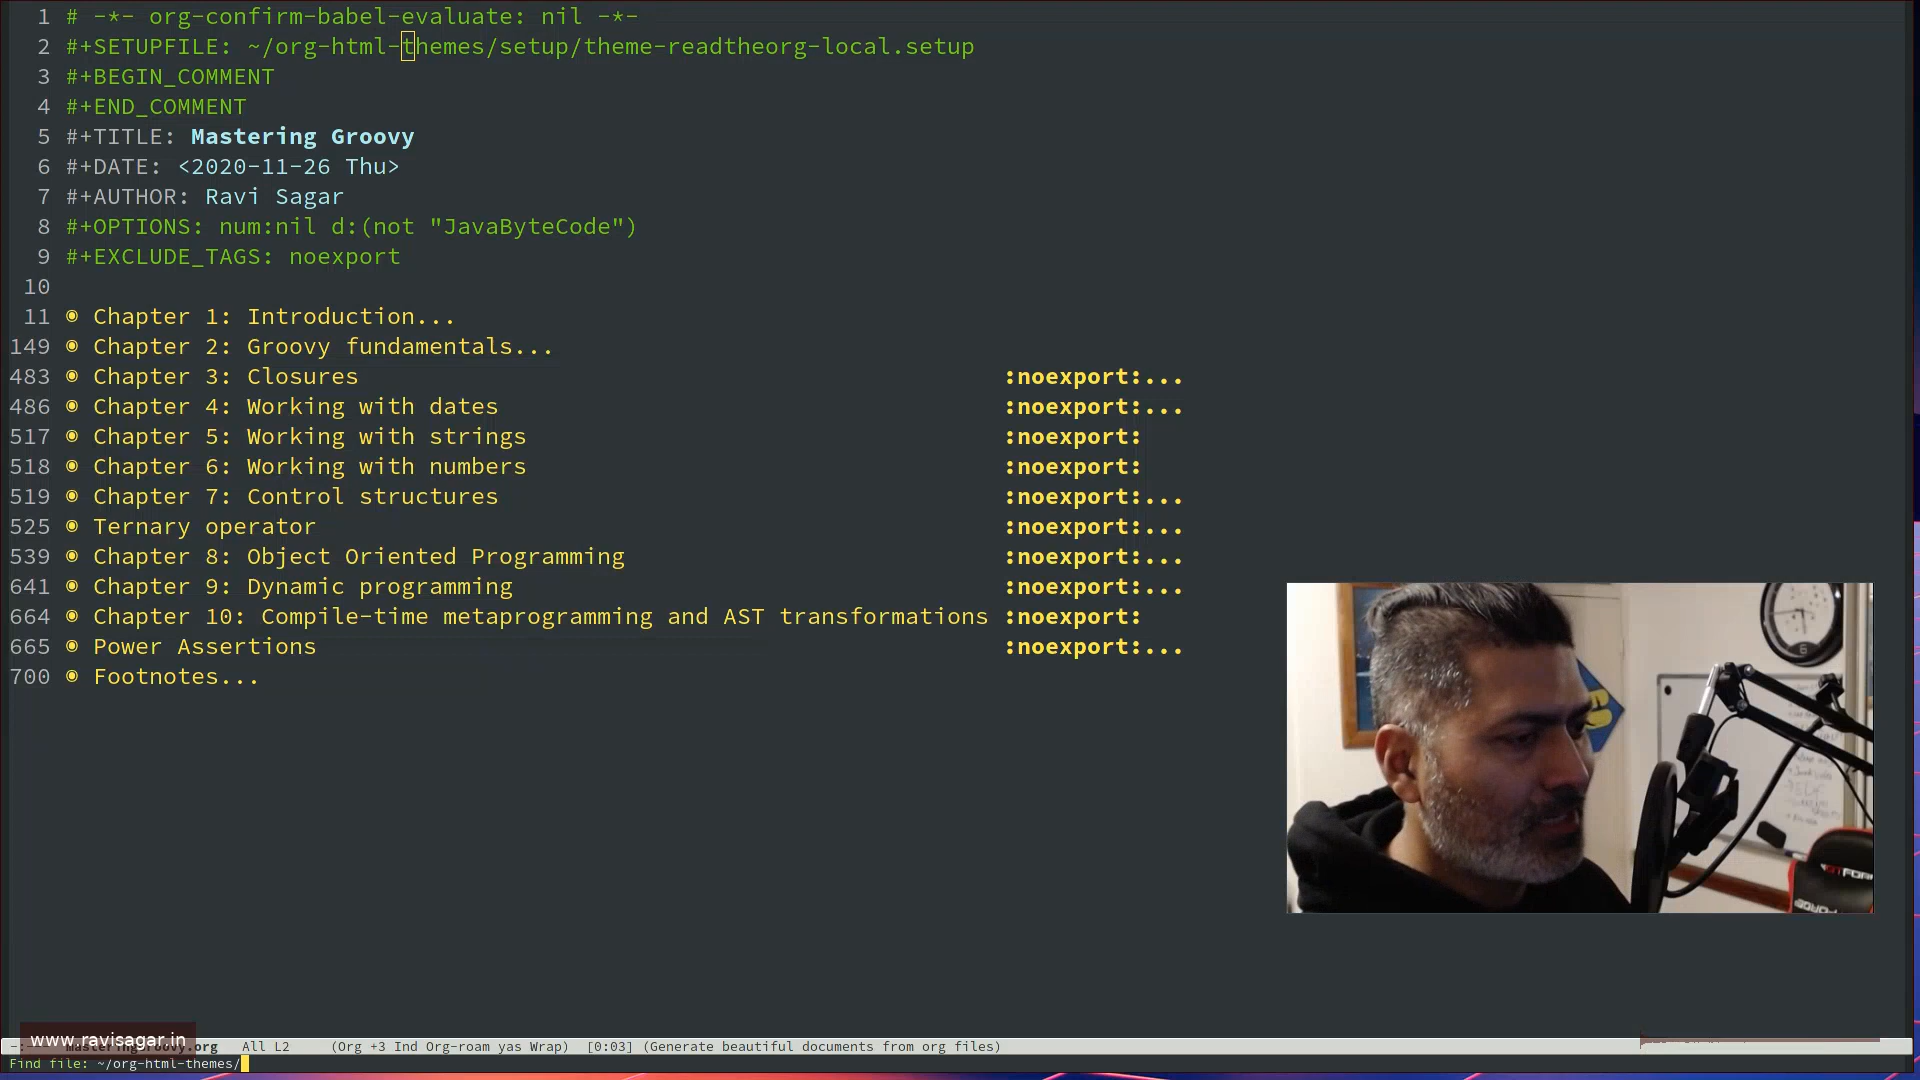 1 # -*- org-confirm-babel-evaluate: nil -*-
2 #+SETUPFILE: ~/org-html-themes/setup/theme-readtheorg-local.setup
3 #+BEGIN_COMMENT
4 #+END_COMMENT
5 #+TITLE: Mastering Groovy
6 #+DATE: <2020-11-26 Thu>
7 #+AUTHOR: Ravi Sagar
8 #+OPTIONS: num:nil d:(not "JavaByteCode")
9 #+EXCLUDE_TAGS: noexport
10
11 ◉ Chapter 1: Introduction...
149 ◉ Chapter 2: Groovy fundamentals...
483 ◉ Chapter 3: Closures :noexport:...
486 ◉ Chapter 4: Working with dates :noexport:...
517 ◉ Chapter 5: Working with strings :noexport:
518 ◉ Chapter 6: Working with numbers :noexport:
519 ◉ Chapter 7: Control structures :noexport:...
525 ◉ Ternary operator :noexport:...
539 ◉ Chapter 8: Object Oriented Programming :noexport:...
641 ◉ Chapter 9: Dynamic programming :noexport:...
664 ◉ Chapter 10: Compile-time metaprogramming and AST transformations :noexport:
665 ◉ Power Assertions :noexport:...
700 ◉ Footnotes...
www.ravisagar.in
All L2 (Org +3 Ind Org-roam yas Wrap) [0:03] (Generate beautiful documents from org files)
Find file: ~/org-html-themes/